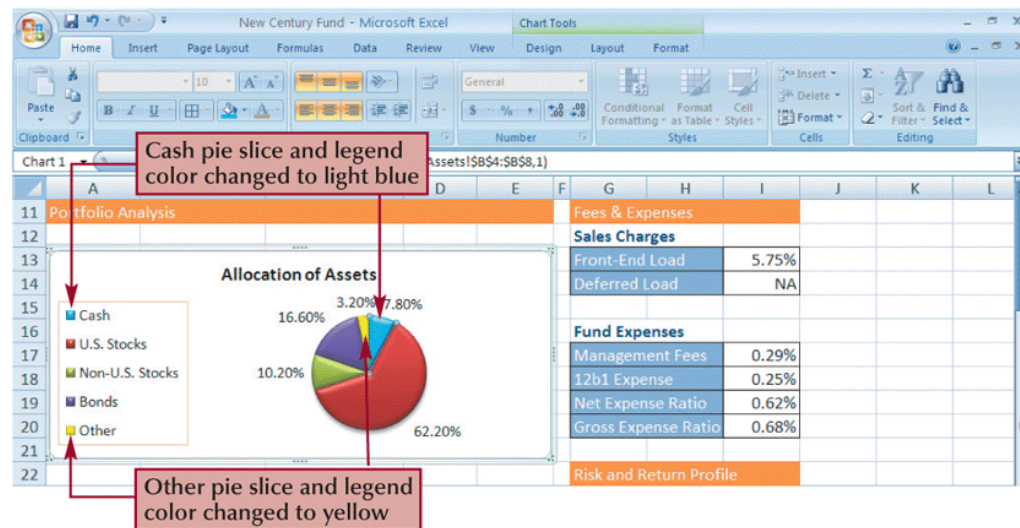 New Century Fund - Microsoft Excel
Chart Tools
Home Insert Page Layout Formulas Data Review View Design Layout Format
Paste
10
A A
B I U
A
General
$ % ,
Conditional Formatting
Format as Table
Cell Styles
Insert
Delete
Format
Σ
Sort & Filter
Find & Select
Clipboard
Number
Styles
Cells
Editing
Chart 1
Assets!$B$4:$B$8,1)
Cash pie slice and legend
color changed to light blue
A D E F G H I J K L
11 Portfolio Analysis Fees & Expenses
12 Sales Charges
13 Front-End Load 5.75%
14 Deferred Load NA
15
16 Fund Expenses
17 Management Fees 0.29%
18 12b1 Expense 0.25%
19 Net Expense Ratio 0.62%
20 Gross Expense Ratio 0.68%
21
22 Risk and Return Profile
Allocation of Assets
Cash
U.S. Stocks
Non-U.S. Stocks
Bonds
Other
3.20%
7.80%
16.60%
10.20%
62.20%
Other pie slice and legend
color changed to yellow